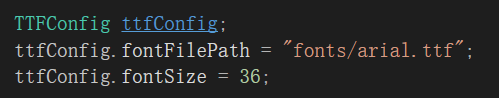 TTFConfig ttfConfig;
ttfConfig.fontFilePath = "fonts/arial.ttf";
ttfConfig.fontSize = 36;